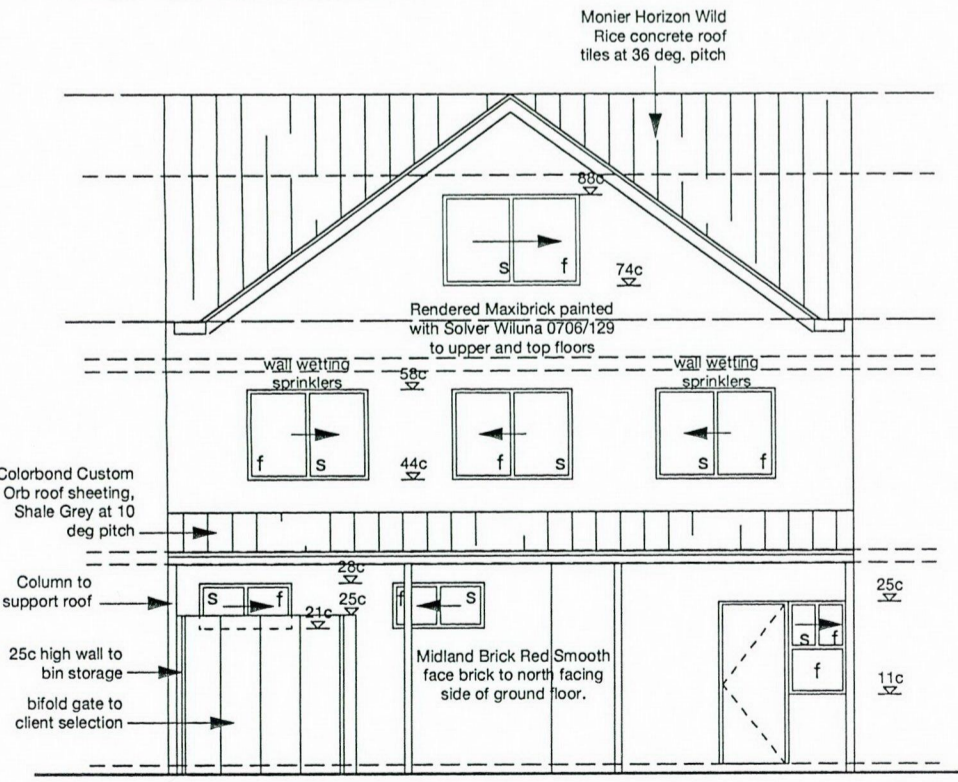 Monier Horizon Wild
Rice concrete roof
tiles at 36 deg. pitch
88c
s f
74c
Rendered Maxibrick painted
with Solver Wiluna 0706/129
to upper and top floors
wall wetting
sprinklers
58c
wall wetting
sprinklers
f s
f s
s f
44c
Colorbond Custom
Orb roof sheeting,
Shale Grey at 10
deg pitch
28c
Column to
support roof
s f
25c
21c
f s
25c
s f
25c high wall to
bin storage
Midland Brick Red Smooth
face brick to north facing
side of ground floor.
f
11c
bifold gate to
client selection